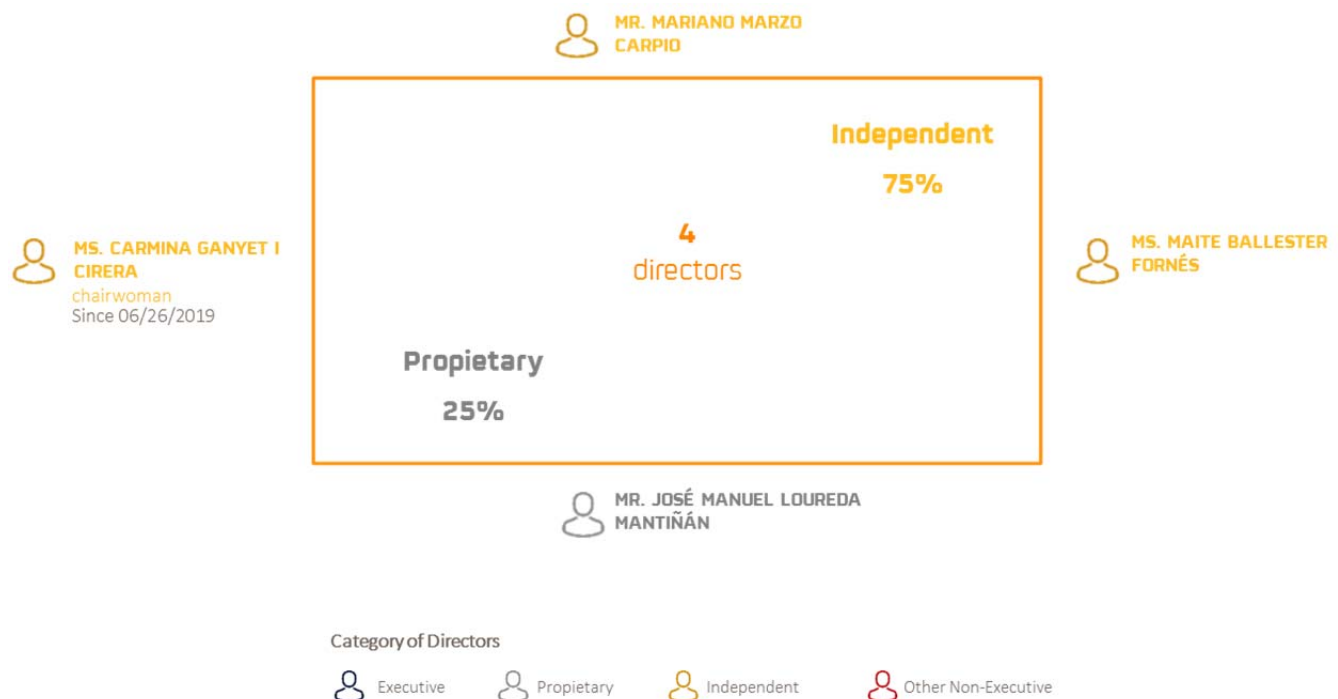 MR. MARIANO MARZO
CARPIO
Independent
75%
4
directors
MS. CARMINA GANYET I
CIRERA
chairwoman
Since 06/26/2019
MS. MAITE BALLESTER
FORNÉS
Propietary
25%
MR. JOSÉ MANUEL LOUREDA
MANTIÑÁN
Category of Directors
Executive Propietary Independent Other Non-Executive